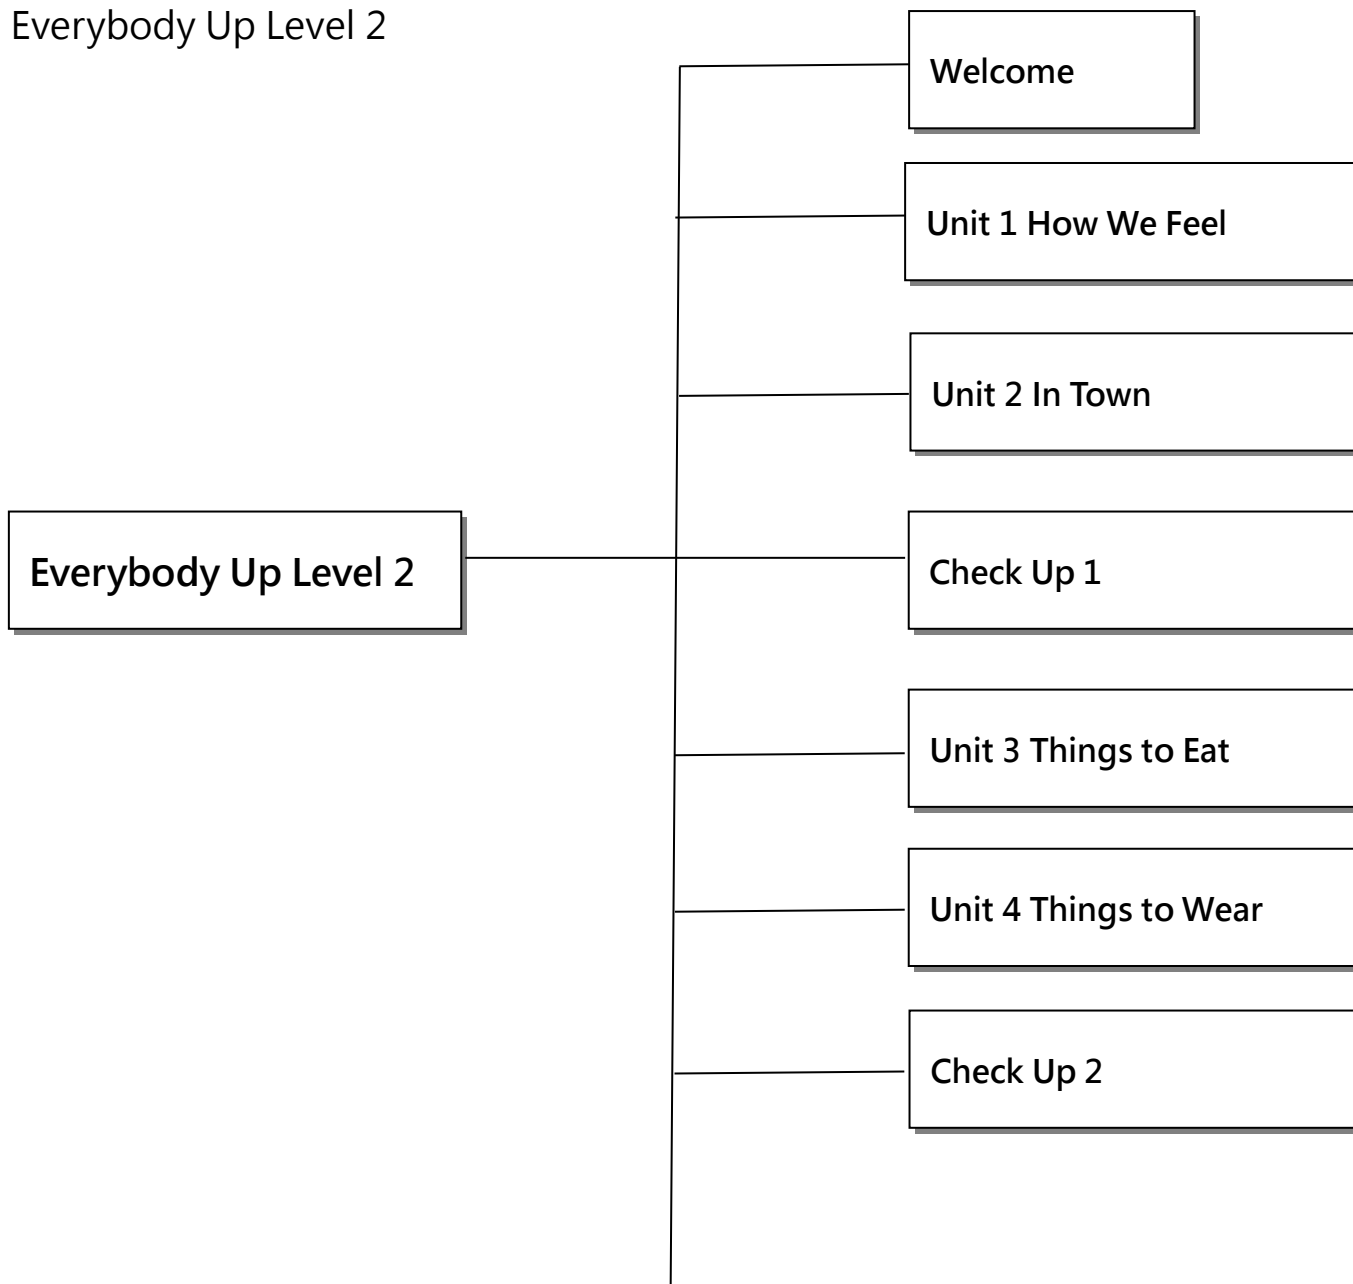 Everybody Up Level 2
Welcome
Unit 1 How We Feel
Unit 2 In Town
Everybody Up Level 2
Check Up 1
Unit 3 Things to Eat
Unit 4 Things to Wear
Check Up 2